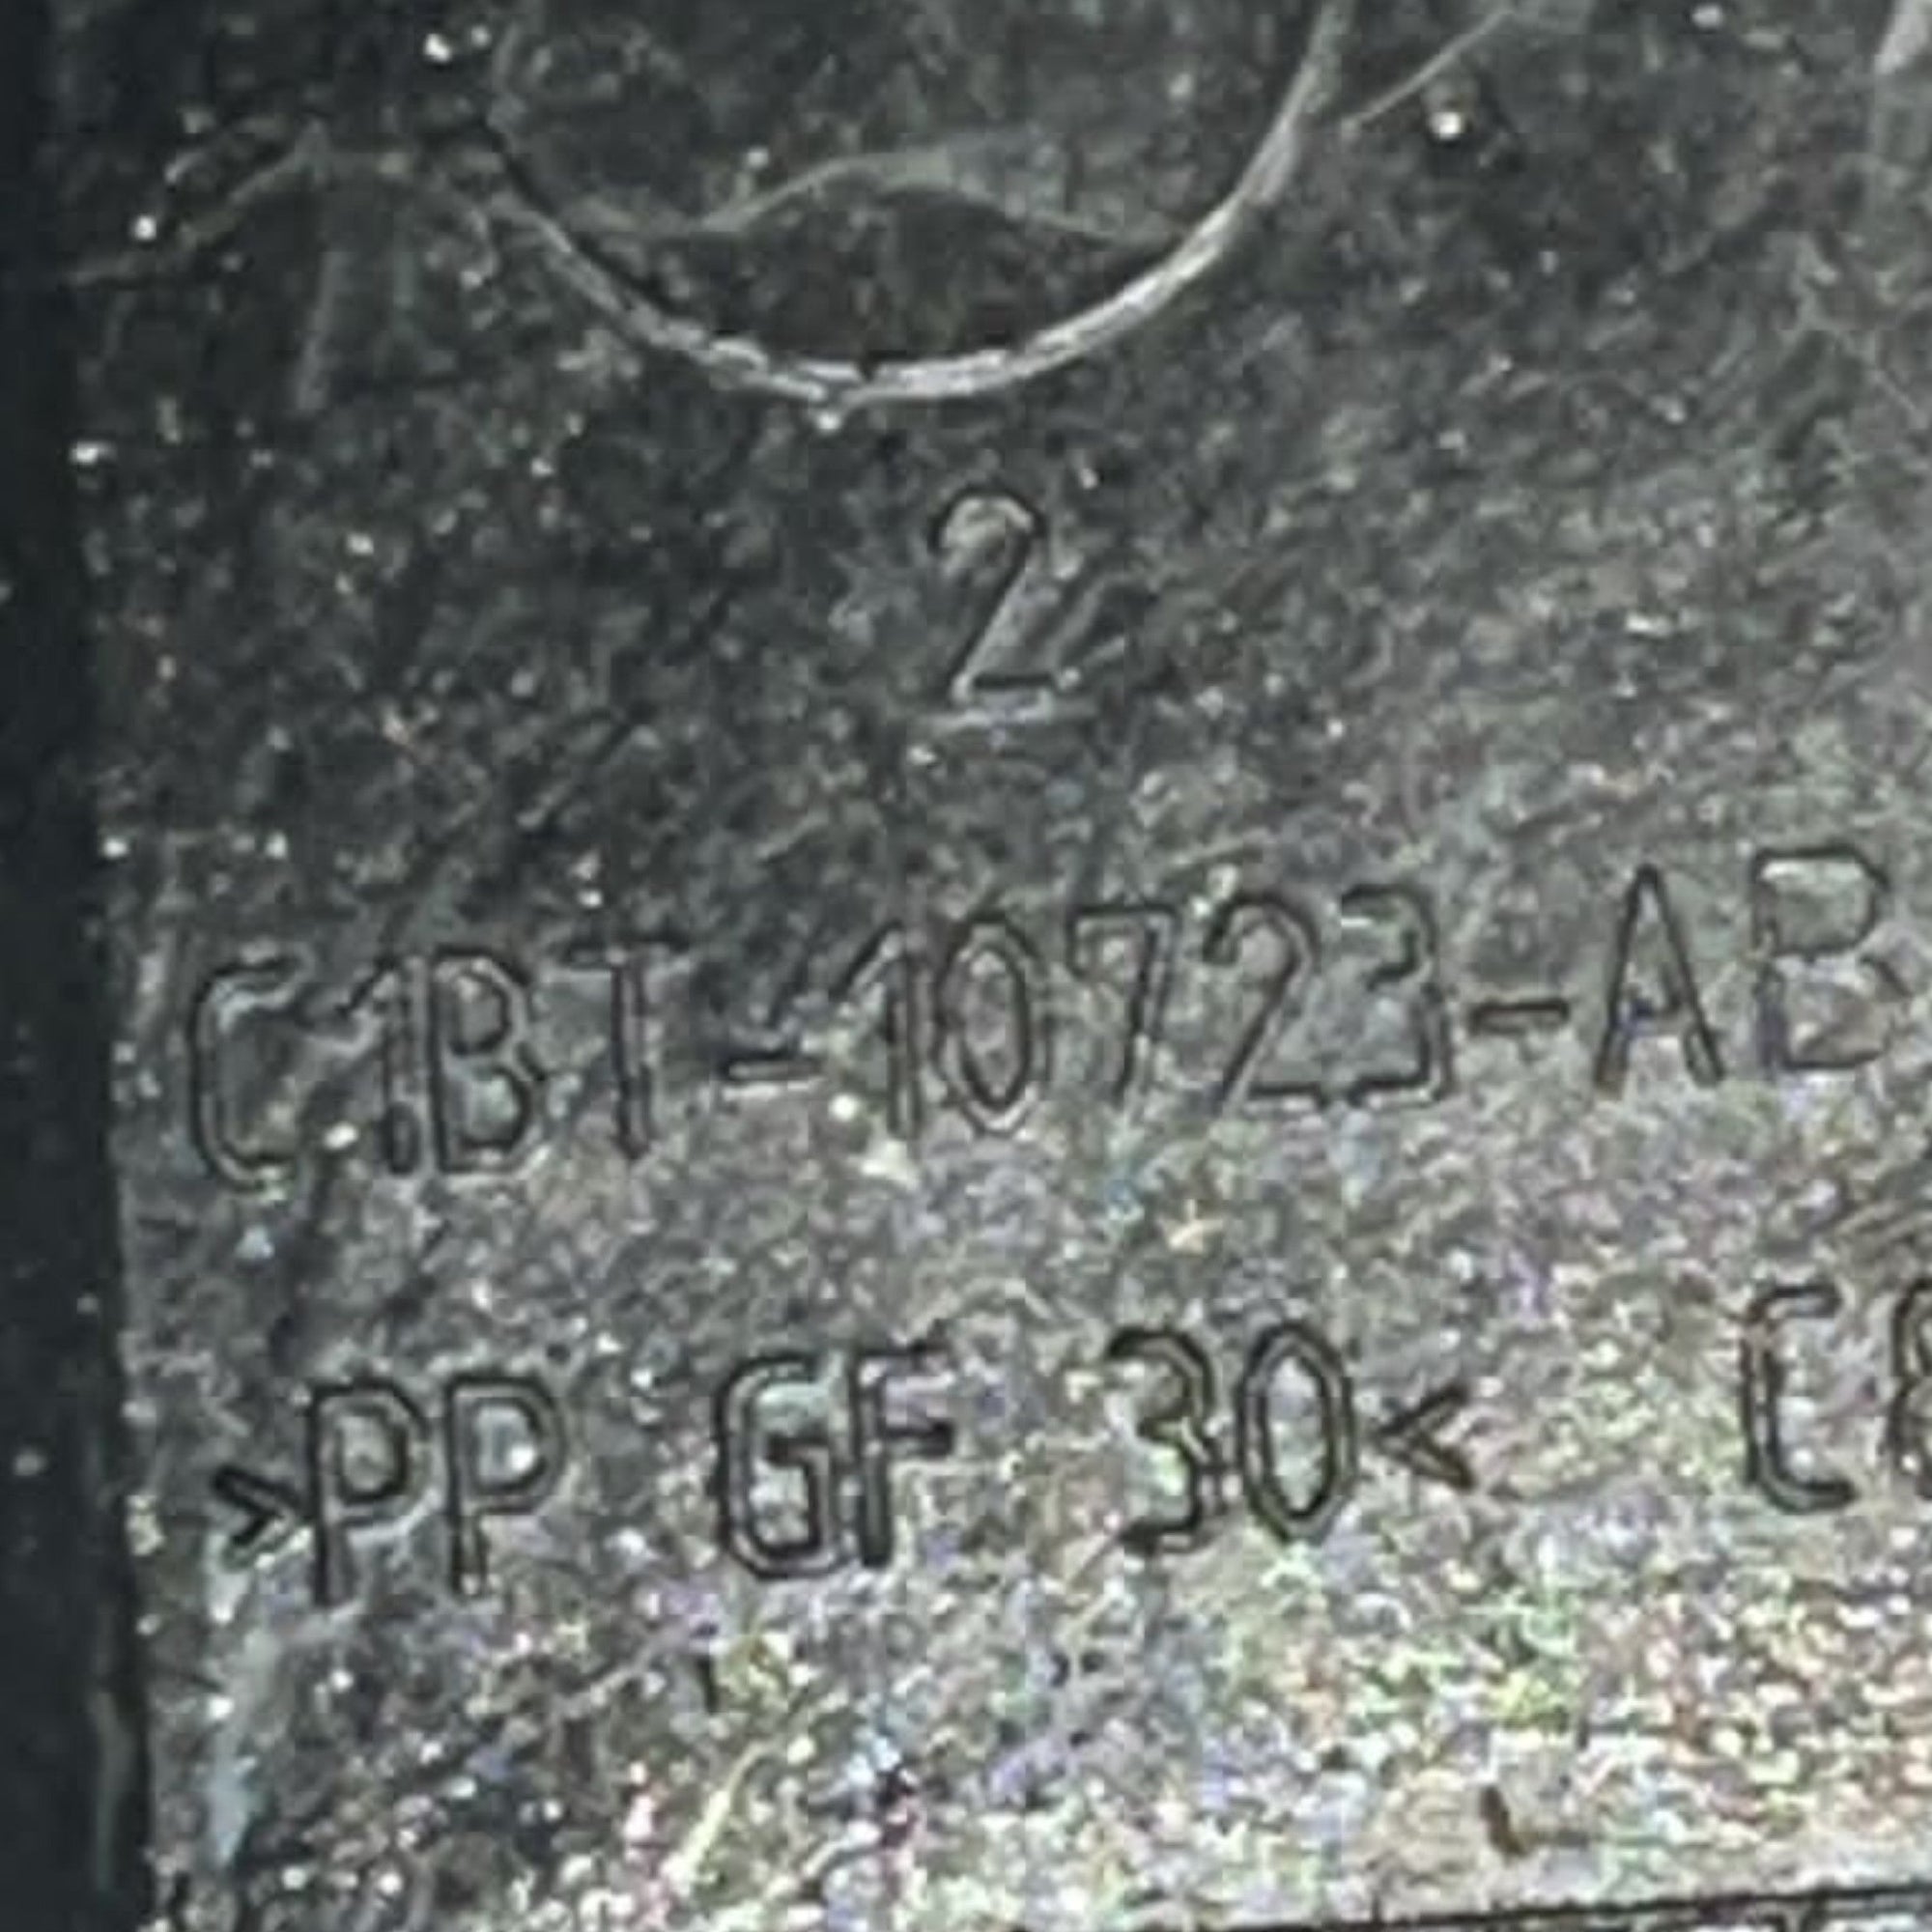 2
C1BT-10723-AB
>PP GF 30<